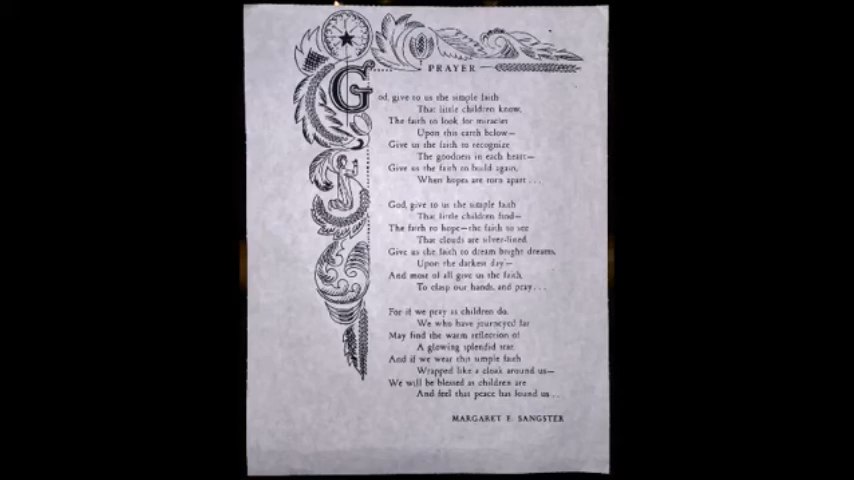 PRAYER
God, give to us the simple faith
That little children know,
The faith to look for miracles
Upon this earth below—
Give us the faith to recognize
The goodness in each heart—
Give us the faith to build again,
When hopes are torn apart . . .
God, give to us the simple faith
That little children find—
The faith to hope—the faith to see
That clouds are silver-lined.
Give us the faith to dream bright dreams,
Upon the darkest day—
And most of all give us the faith,
To clasp our hands, and pray . . .
For if we pray as children do,
We who have journeyed far
May find the warm reflection of
A glowing splendid star.
And if we wear this simple faith
Wrapped like a cloak around us—
We will be blessed as children are
And feel that peace has found us . .
MARGARET E. SANGSTER